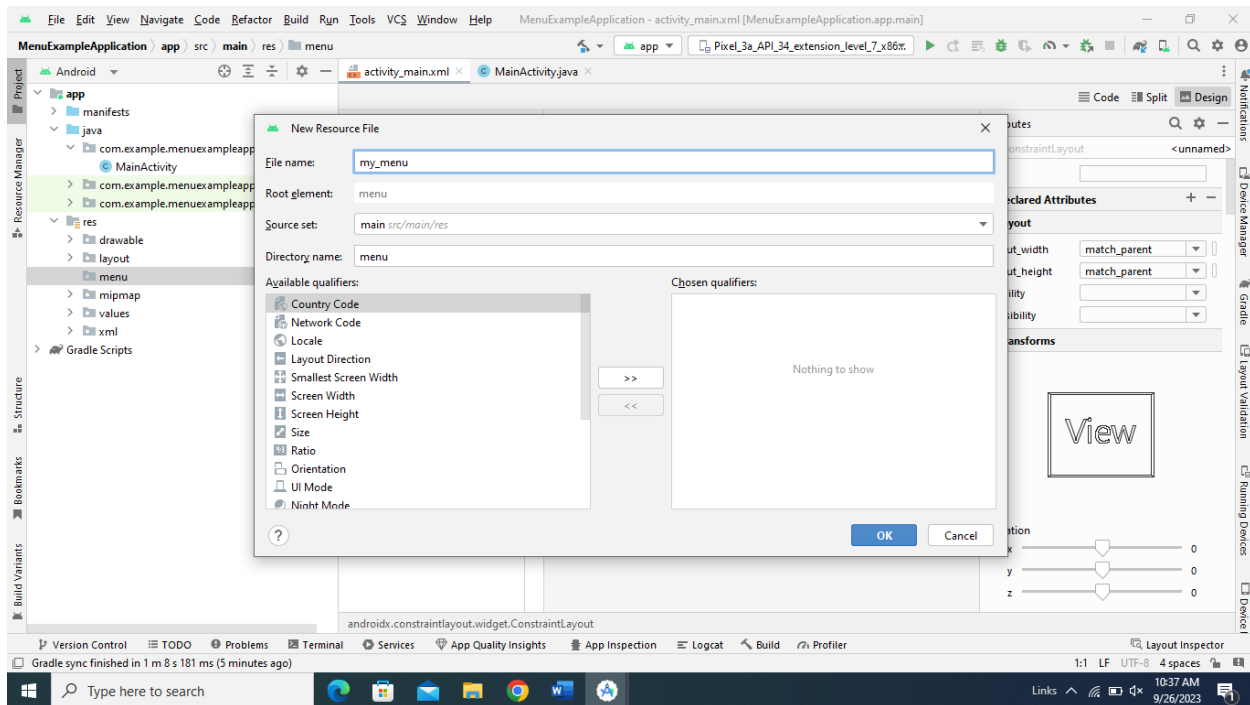 File Edit View Navigate Code Refactor Build Run Tools VCS Window Help MenuExampleApplication - activity_main.xml [MenuExampleApplication.app.main]
MenuExampleApplication app src main res menu app Pixel_3a_API_34_extension_level_7_x86
Android activity_main.xml MainActivity.java
Code Split Design
app
manifests
java
com.example.menuexampleapp
MainActivity
com.example.menuexampleapp
com.example.menuexampleapp
res
drawable
layout
menu
mipmap
values
xml
Gradle Scripts
Project
Resource Manager
Structure
Bookmarks
Build Variants
New Resource File
File name: my_menu
Root element: menu
Source set: main src/main/res
Directory name: menu
Available qualifiers: Chosen qualifiers:
Country Code
Network Code
Locale
Layout Direction
Smallest Screen Width
Screen Width
Screen Height
Size
Ratio
Orientation
UI Mode
Night Mode
>>
<<
Nothing to show
? OK Cancel
butes
onstraintLayout <unnamed>
eclared Attributes
yout
ut_width match_parent
ut_height match_parent
ility
sibility
ansforms
View
ation
x 0
y 0
z 0
Notifications
Device Manager
Gradle
Layout Validation
Running Devices
Device
androidx.constraintlayout.widget.ConstraintLayout
Version Control TODO Problems Terminal Services App Quality Insights App Inspection Logcat Build Profiler Layout Inspector
Gradle sync finished in 1 m 8 s 181 ms (5 minutes ago) 1:1 LF UTF-8 4 spaces
Type here to search Links 10:37 AM
9/26/2023